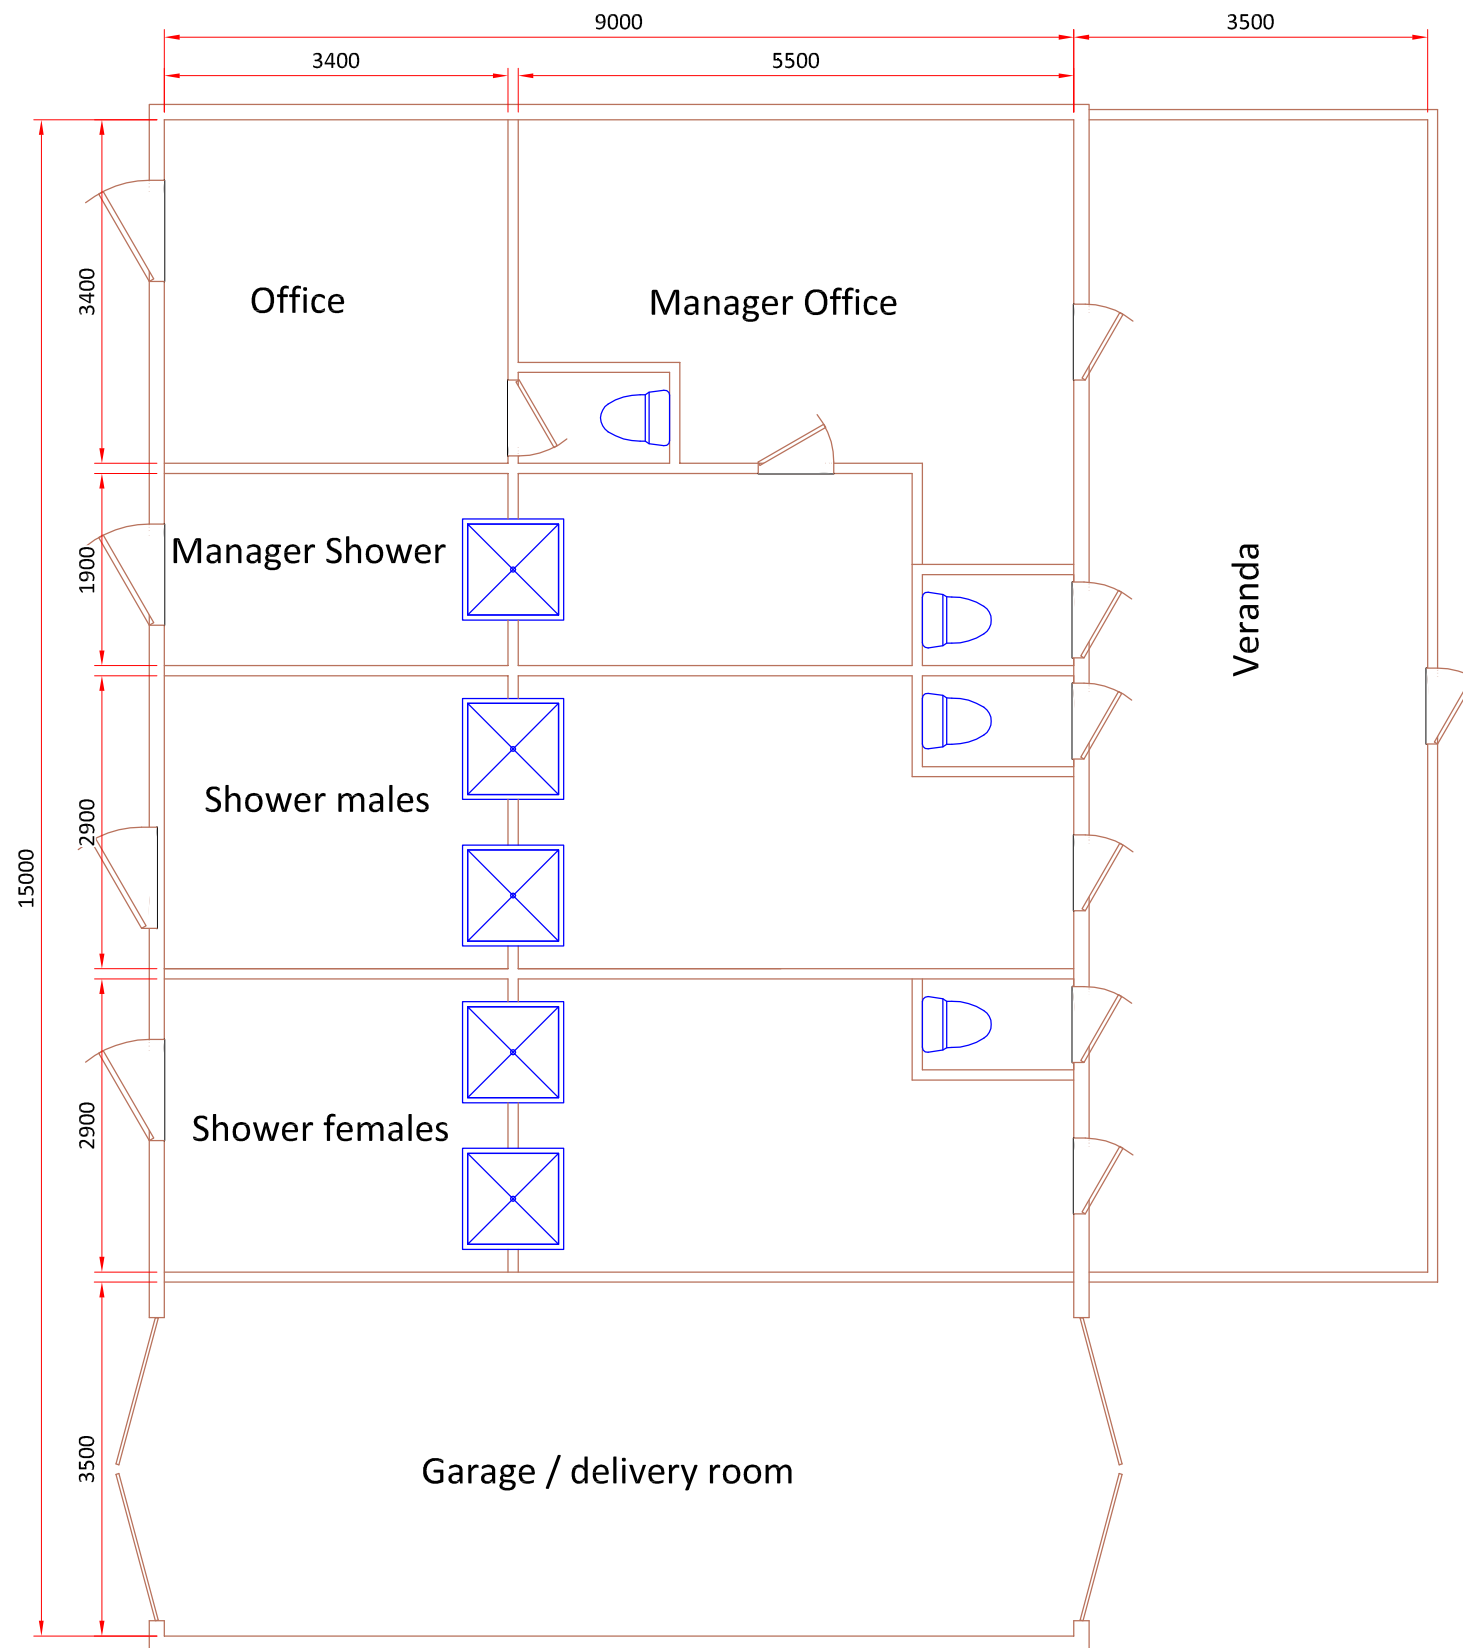 9000
3500
3400
5500
3400
Office
Manager Office
1900
Manager Shower
Veranda
2900
Shower males
15000
2900
Shower females
3500
Garage / delivery room